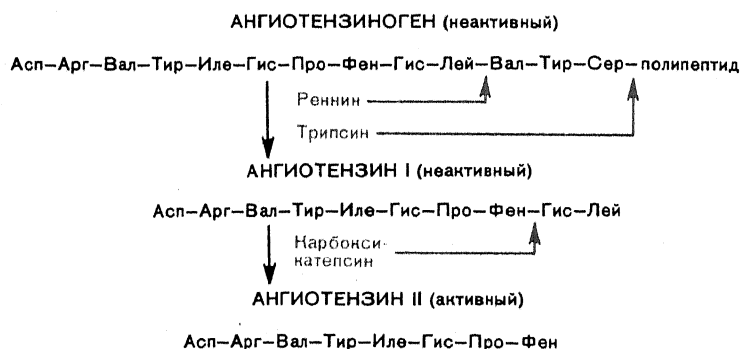 АНГИОТЕНЗИНОГЕН (неактивный)
Асп—Арг—Вал—Тир—Иле—Гис—Про—Фен—Гис—Лей—Вал—Тир—Сер—полипептид
Реннин
Трипсин
АНГИОТЕНЗИН I (неактивный)
Асп—Арг—Вал—Тир—Иле—Гис—Про—Фен—Гис—Лей
Карбокси-
катепсин
АНГИОТЕНЗИН II (активный)
Асп—Арг—Вал—Тир—Иле—Гис—Про—Фен